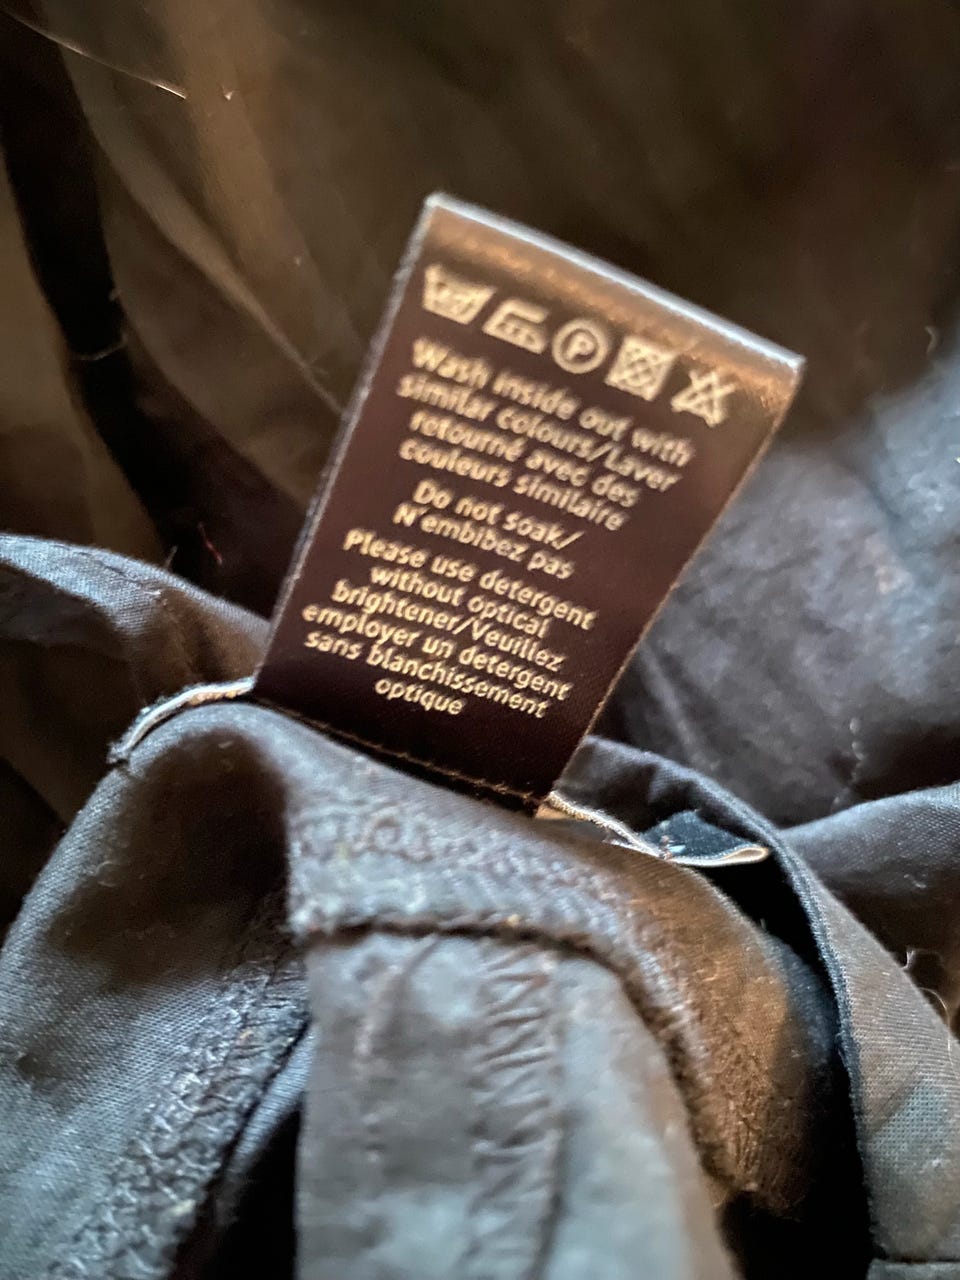 P
Wash inside out with
similar colours/Laver
retourné avec des
couleurs similaire
Do not soak/
N'embibez pas
Please use detergent
without optical
brightener/Veuillez
employer un detergent
sans blanchissement
optique